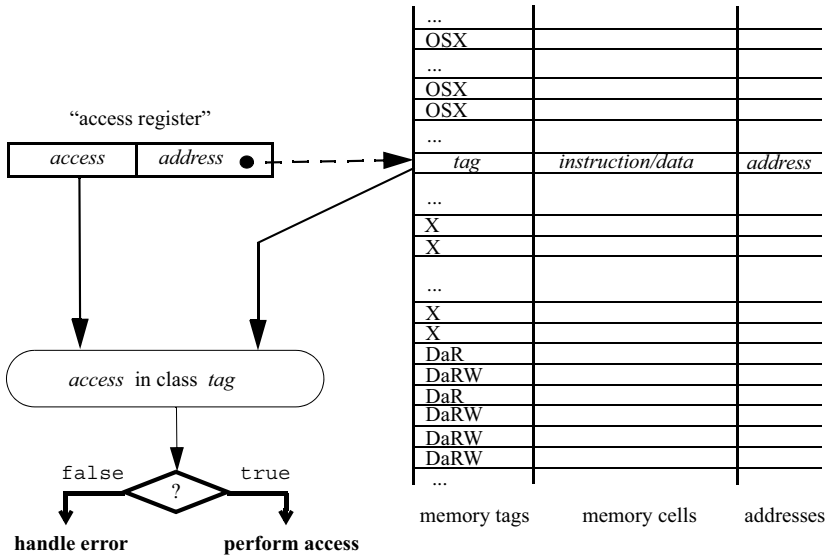 “access register”
access address
access in class tag
false true
?
handle error perform access
...
OSX
...
OSX
OSX
...
tag instruction/data address
...
X
X
...
X
X
DaR
DaRW
DaR
DaRW
DaRW
DaRW
...
memory tags memory cells addresses